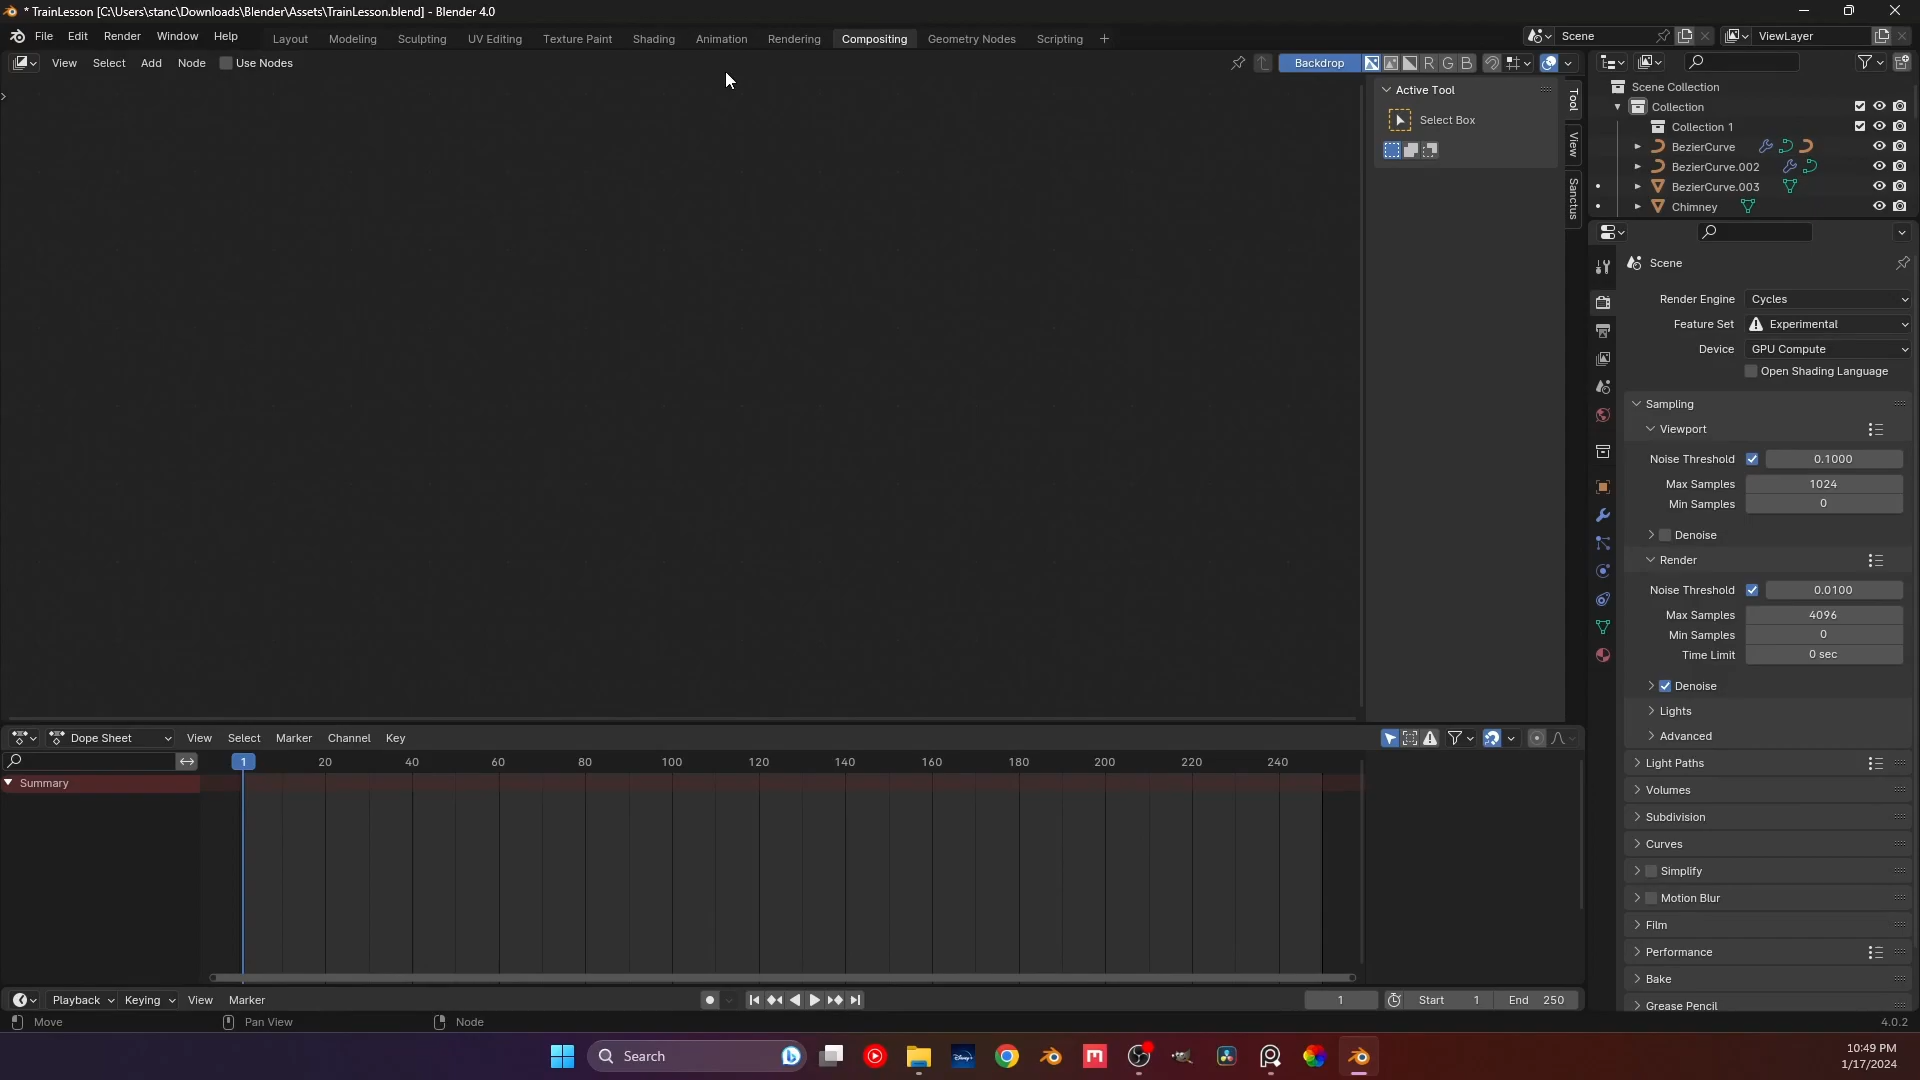 * TrainLesson [C:\Users\stanc\Downloads\Blender\Assets\TrainLesson.blend] - Blender 4.0
File Edit Render Window Help Layout Modeling Sculpting UV Editing Texture Paint Shading Animation Rendering Compositing Geometry Nodes Scripting + Scene ViewLayer
View Select Add Node Use Nodes Backdrop R G B
Active Tool
Select Box
Tool
View
Sanctus
Scene Collection
Collection
Collection 1
BezierCurve
BezierCurve.002
BezierCurve.003
Chimney
Scene
Render Engine Cycles
Feature Set Experimental
Device GPU Compute
Open Shading Language
Sampling
Viewport
Noise Threshold 0.1000
Max Samples 1024
Min Samples 0
Denoise
Render
Noise Threshold 0.0100
Max Samples 4096
Min Samples 0
Time Limit 0 sec
Denoise
Lights
Advanced
Light Paths
Volumes
Subdivision
Curves
Simplify
Motion Blur
Film
Performance
Bake
Grease Pencil
Dope Sheet View Select Marker Channel Key
1 20 40 60 80 100 120 140 160 180 200 220 240
Summary
Playback Keying View Marker 1 Start 1 End 250
Move Pan View Node 4.0.2
Search Disney+ M
10:49 PM
1/17/2024